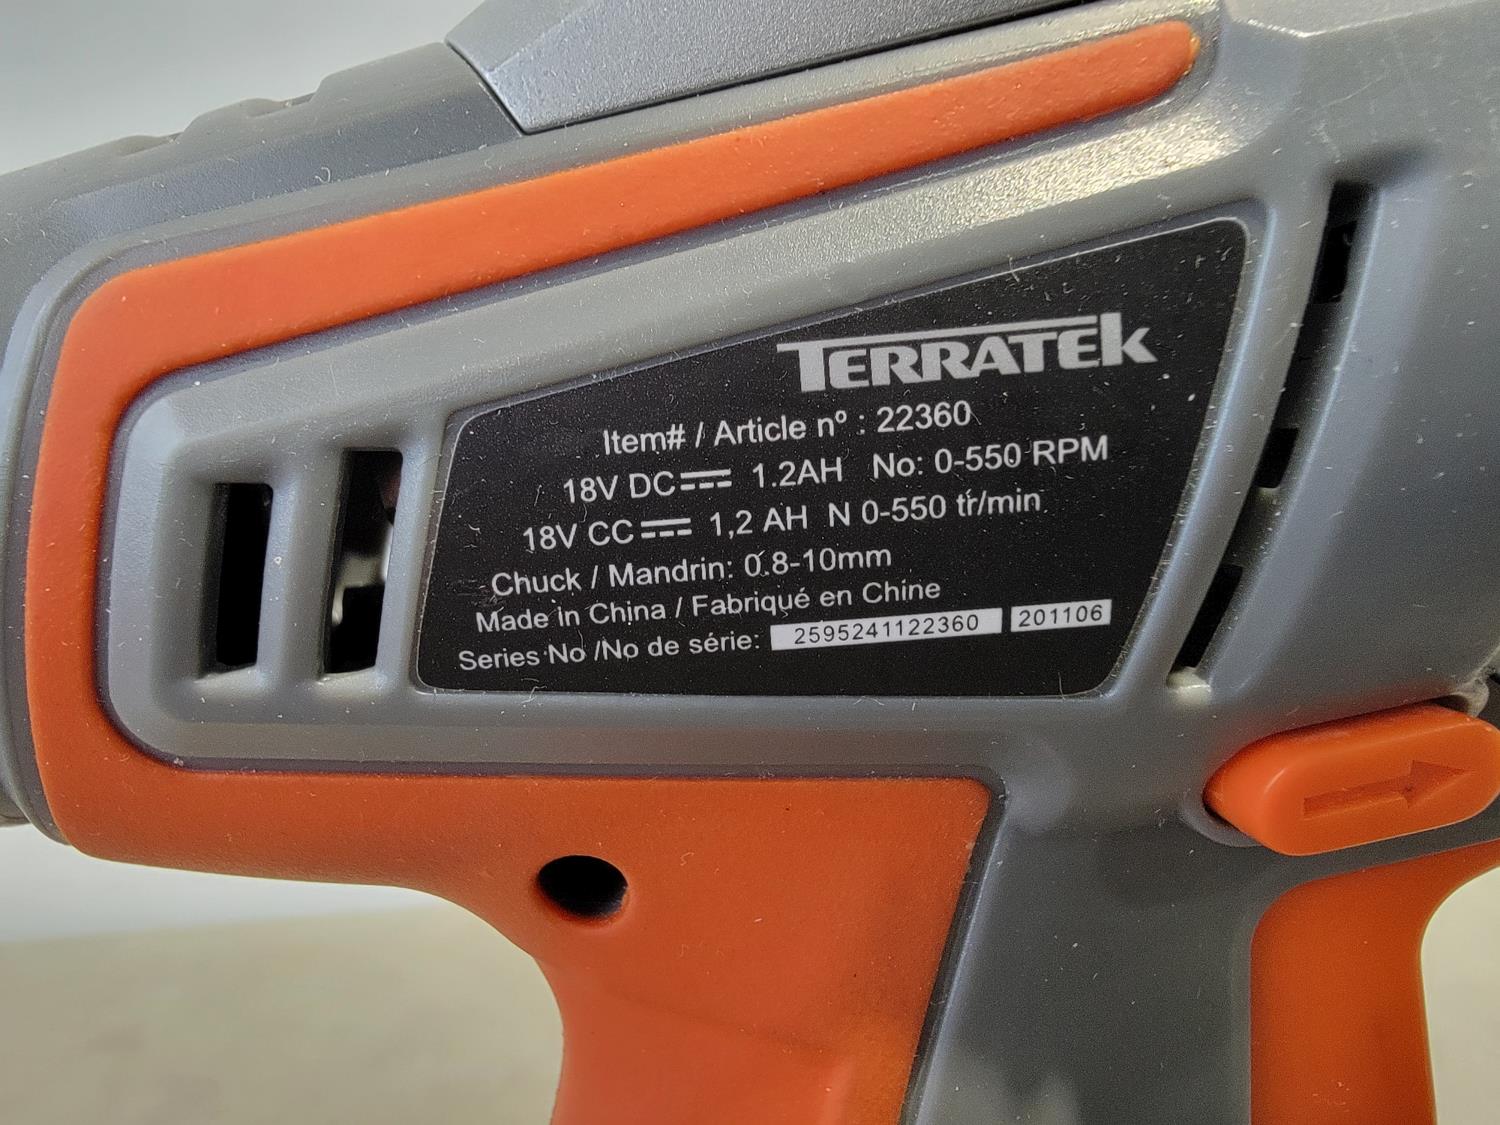 TERRATEK
Item# / Article nº : 22360
18V DC 1.2AH No: 0-550 RPM
18V CC 1,2 AH N 0-550 tr/min
Chuck / Mandrin: 0.8-10mm
Made in China / Fabriqué en Chine
Series No /No de série: 2595241122360 201106